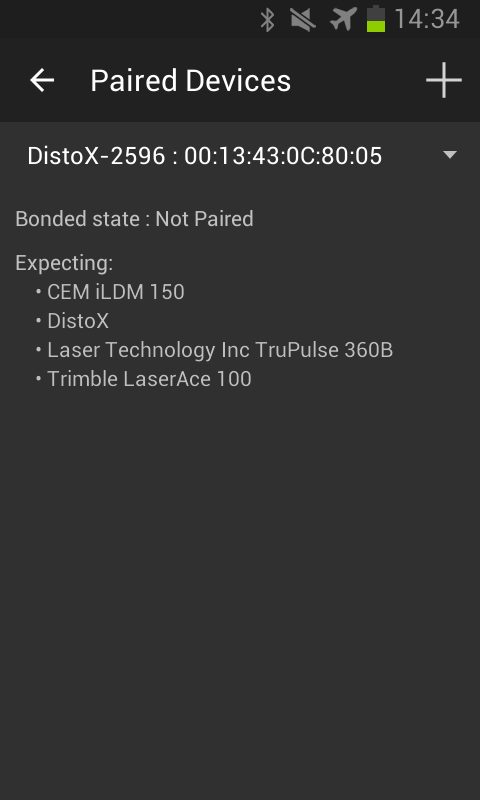 14:34
Paired Devices
DistoX-2596 : 00:13:43:0C:80:05
Bonded state : Not Paired
Expecting:
• CEM iLDM 150
• DistoX
• Laser Technology Inc TruPulse 360B
• Trimble LaserAce 100